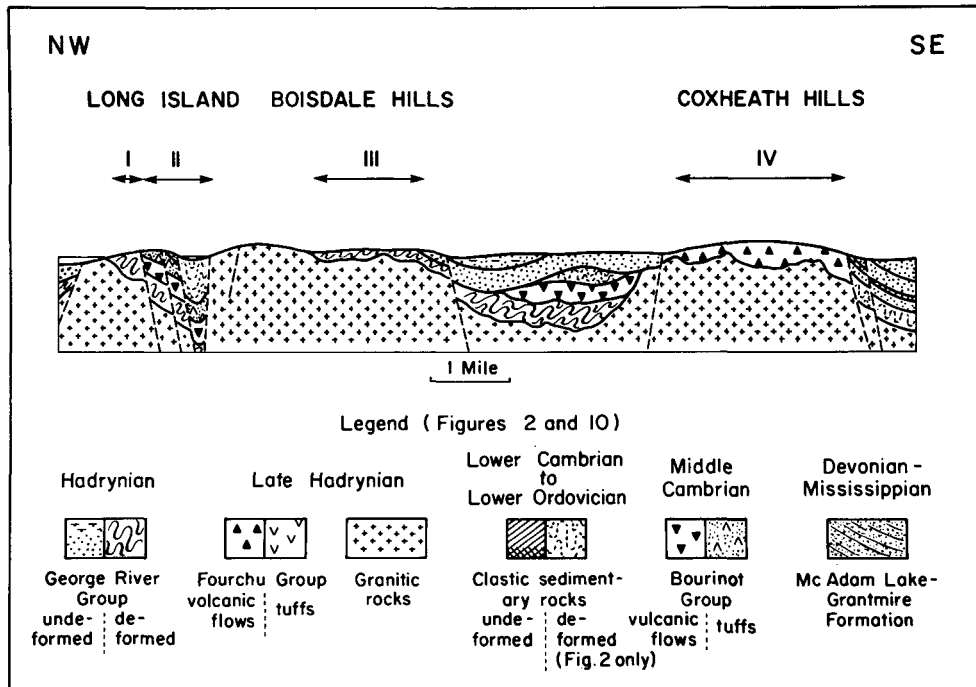 NW SE
LONG ISLAND BOISDALE HILLS COXHEATH HILLS
I II III IV
1 Mile
Legend (Figures 2 and 10)
Hadrynian
Late Hadrynian
Lower Cambrian
to
Lower Ordovician
Middle
Cambrian
Devonian-
Mississippian
George River
Group
unde-
formed
de-
formed
Fourchu Group
volcanic
flows
tuffs
Granitic
rocks
Clastic sediment-
ary rocks
unde-
formed
de-
formed
(Fig. 2 only)
Bourinot
Group
vulcanic
flows
tuffs
Mc Adam Lake-
Grantmire
Formation